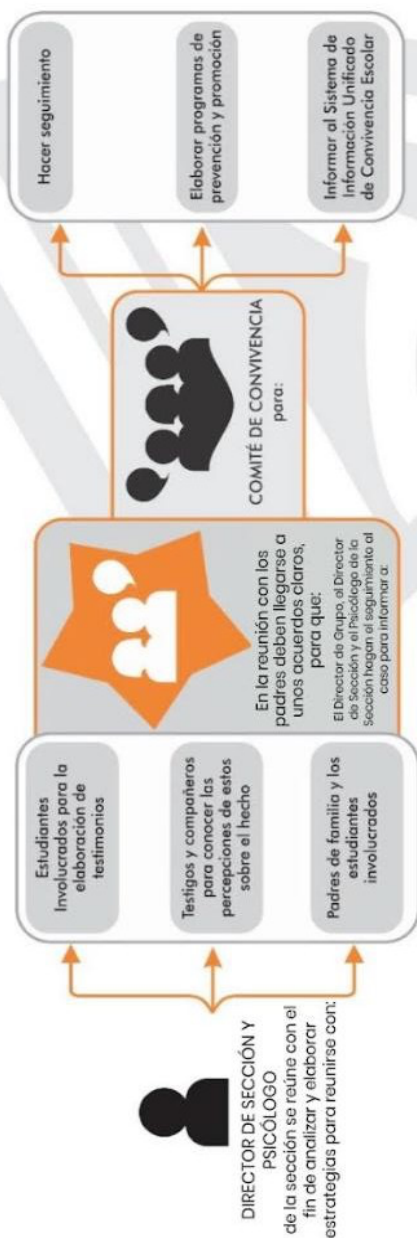 DIRECTOR DE SECCIÓN Y
PSICÓLOGO
de la sección se reúne con el
fin de analizar y elaborar
estrategias para reunirse con:
Estudiantes
Involucrados para la
elaboración de
testimonios
Testigos y compañeros
para conocer las
percepciones de estos
sobre el hecho
Padres de familia y los
estudiantes
involucrados
En la reunión con los
padres deben llegarse a
unos acuerdos claros,
para que:
El Director de Grupo, el Director
de Sección y el Psicólogo de la
Sección hagan el seguimiento al
caso para informar a:
COMITÉ DE CONVIVENCIA
para:
Hacer seguimiento
Elaborar programas de
prevención y promoción
Informar al Sistema de
Información Unificado
de Convivencia Escolar